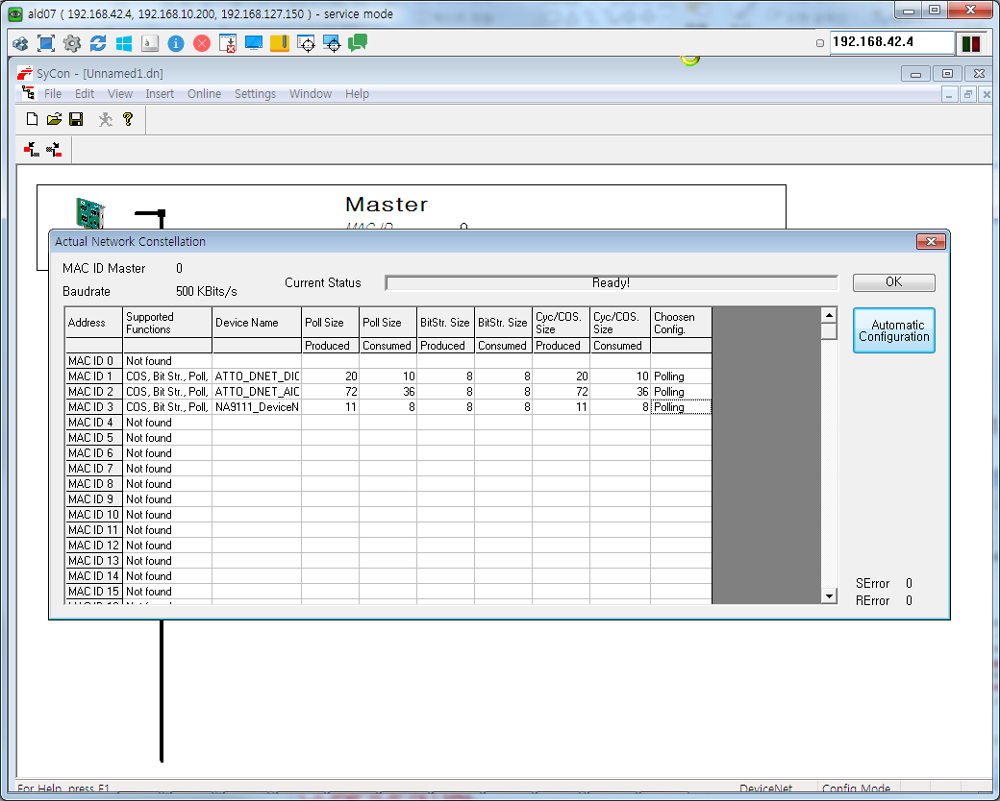 ald07 ( 192.168.42.4, 192.168.10.200, 192.168.127.150 ) - service mode
192.168.42.4
SyCon - [Unnamed1.dn]
File Edit View Insert Online Settings Window Help
Master
MAC ID 0
Actual Network Constellation
MAC ID Master 0
Baudrate 500 KBits/s
Current Status Ready!
OK
Automatic Configuration
Address Supported Functions Device Name Poll Size Poll Size BitStr. Size BitStr. Size Cyc/COS. Size Cyc/COS. Size Choosen Config.
Produced Consumed Produced Consumed Produced Consumed
MAC ID 0 Not found
MAC ID 1 COS, Bit Str., Poll, ATTO_DNET_DIC 20 10 8 8 20 10 Polling
MAC ID 2 COS, Bit Str., Poll, ATTO_DNET_AIC 72 36 8 8 72 36 Polling
MAC ID 3 COS, Bit Str., Poll, NA9111_DeviceN 11 8 8 8 11 8 Polling
MAC ID 4 Not found
MAC ID 5 Not found
MAC ID 6 Not found
MAC ID 7 Not found
MAC ID 8 Not found
MAC ID 9 Not found
MAC ID 10 Not found
MAC ID 11 Not found
MAC ID 12 Not found
MAC ID 13 Not found
MAC ID 14 Not found
MAC ID 15 Not found
SError 0
RError 0
For Help, press F1 DeviceNet Config Mode